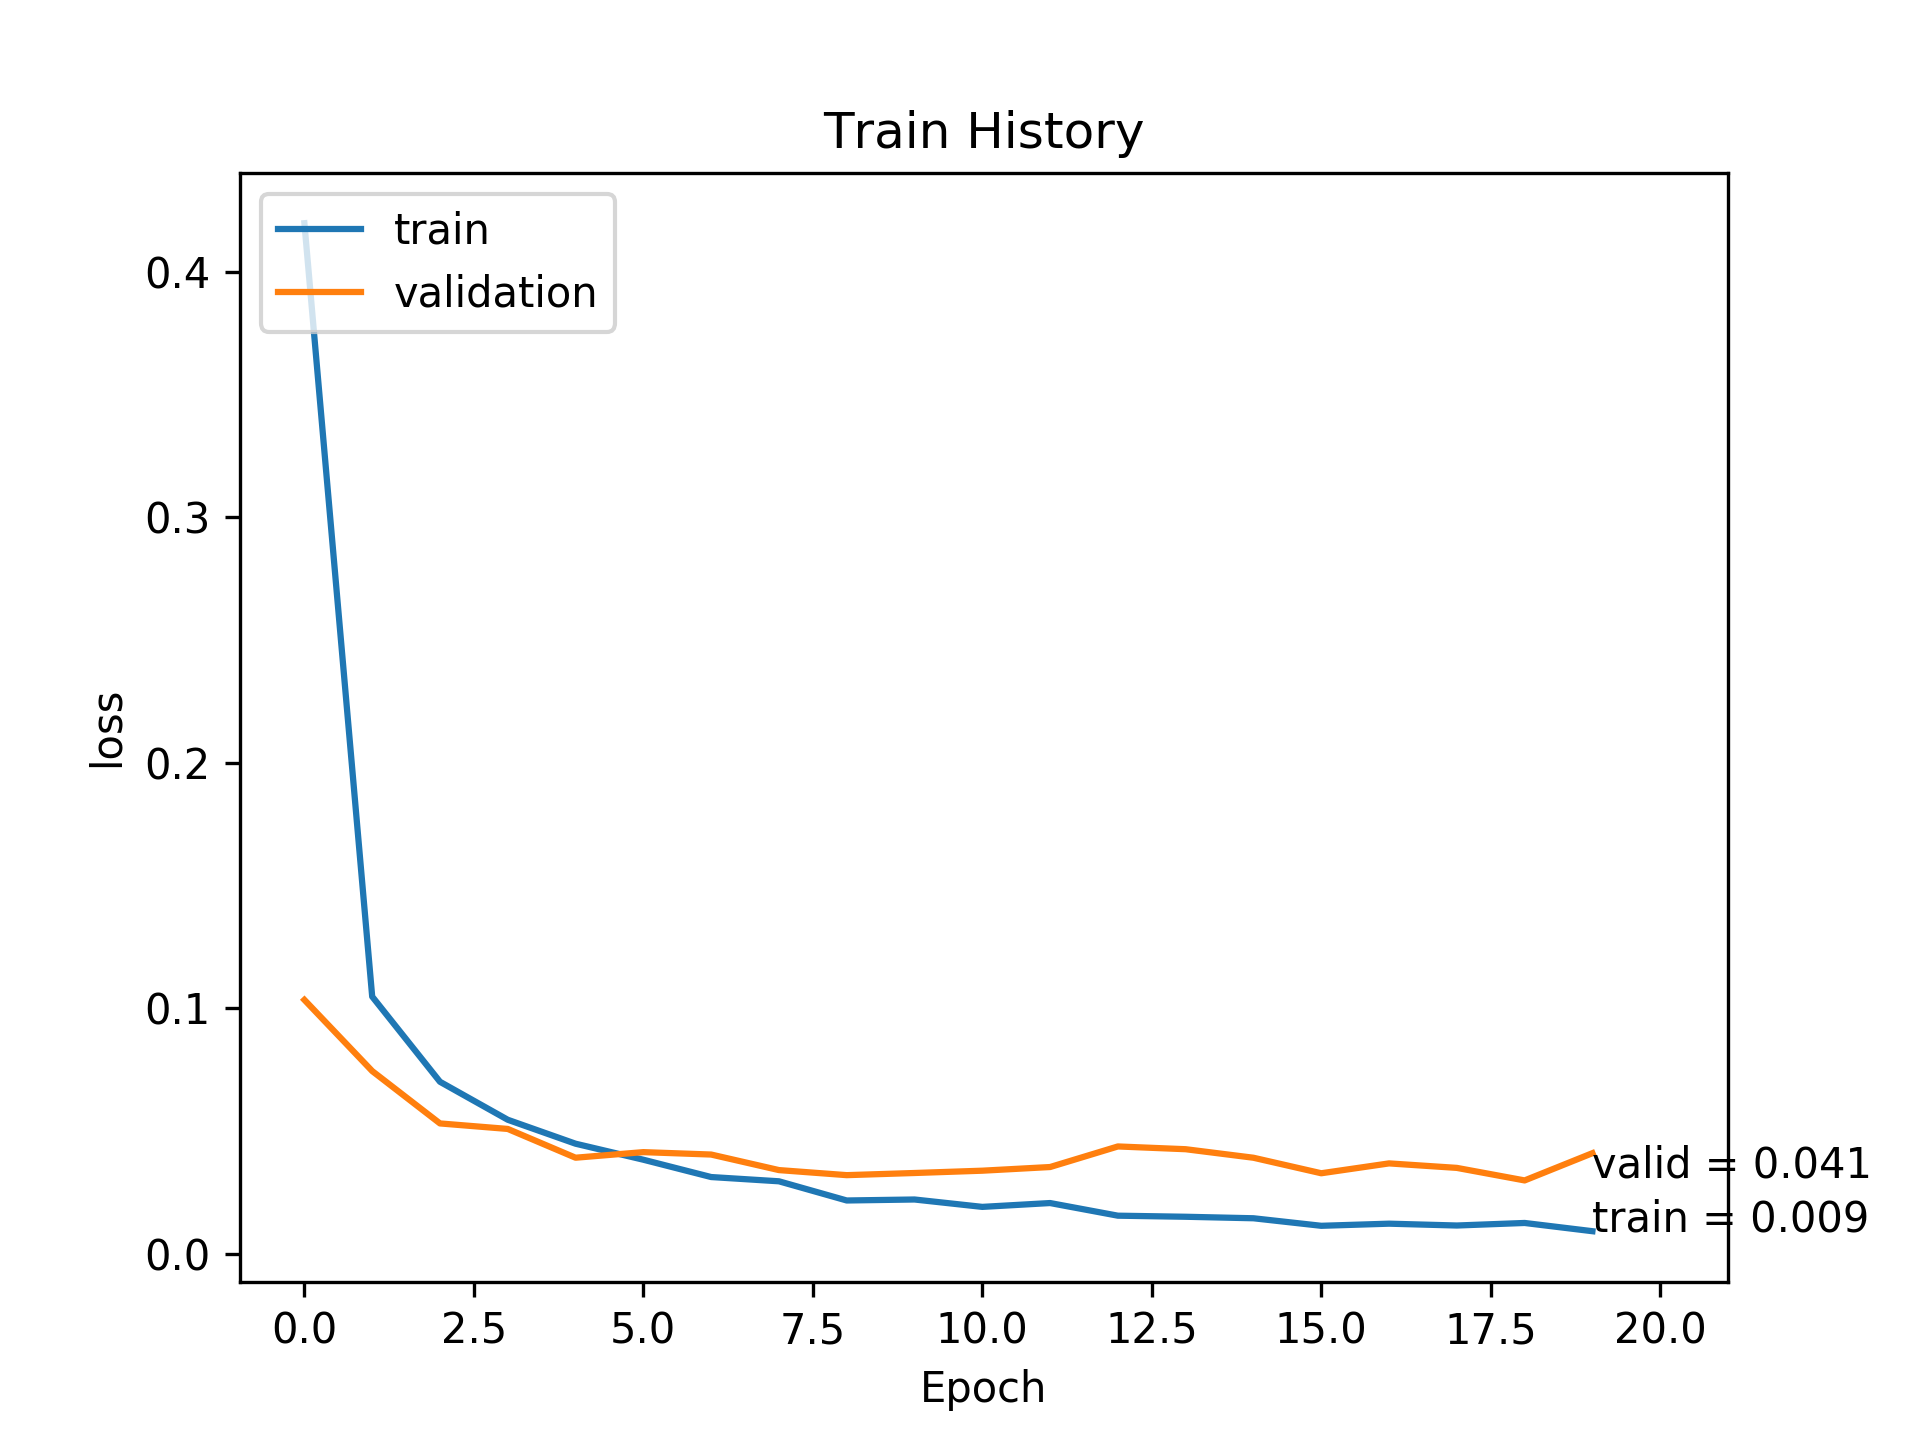 Train History
train
validation
0.4
0.3
0.2
0.1
0.0
loss
valid = 0.041
train = 0.009
0.0 2.5 5.0 7.5 10.0 12.5 15.0 17.5 20.0
Epoch